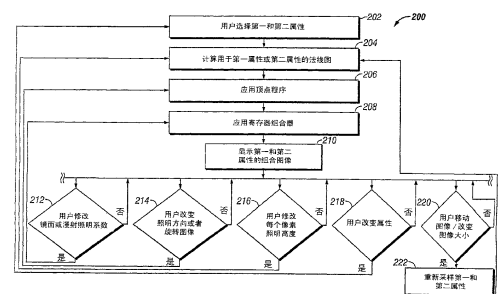 202
200
用户选择第一和第二属性
204
计算用于第一属性或第二属性的法线图
206
应用顶点程序
208
应用寄存器组合器
210
显示第一和第二
属性的组合图像
212
用户修改
镜面或漫射照明系数
否
是
214
用户改变
照明方向或者
旋转图像
否
是
216
用户修改
每个像素
照明高度
否
是
218
用户改变属性
否
是
220
用户移动
图像/改变
图像大小
否
是
222
重新采样第一和
第二属性